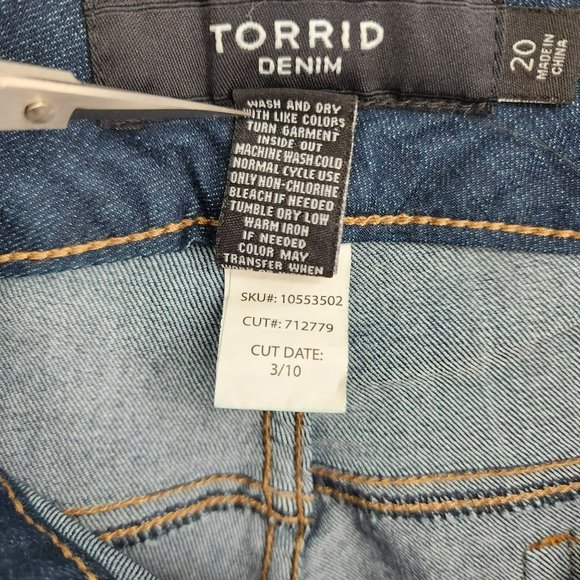 TORRID
DENIM
20
MADE IN
CHINA
WASH AND DRY
WITH LIKE COLORS
TURN GARMENT
INSIDE OUT
MACHINE WASH COLD
NORMAL CYCLE USE
ONLY NON-CHLORINE
BLEACH IF NEEDED
TUMBLE DRY LOW
WARM IRON
IF NEEDED
COLOR MAY
TRANSFER WHEN
SKU#: 10553502
CUT#: 712779
CUT DATE:
3/10